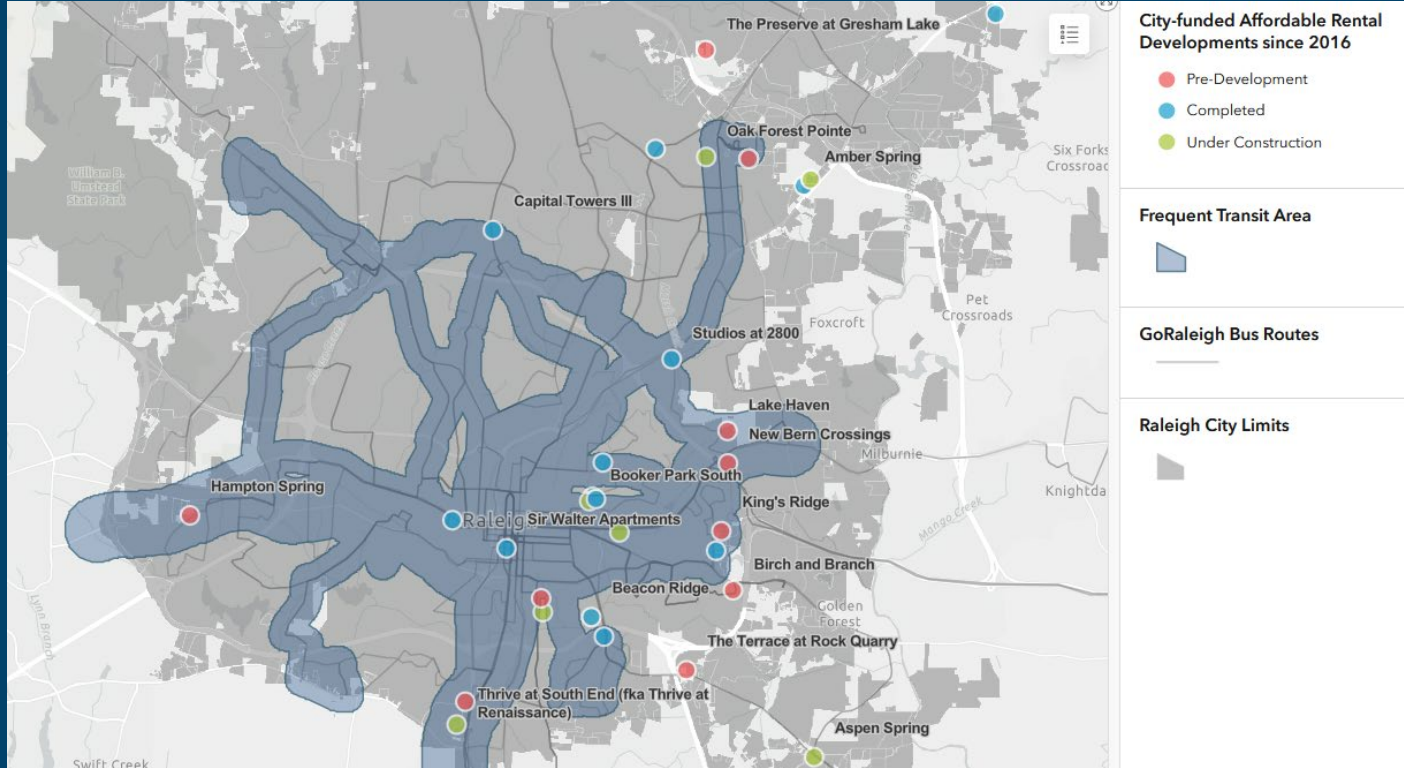 The Preserve at Gresham Lake
Oak Forest Pointe
Six Forks
Crossroad
Amber Spring
William B.
Umstead
State Park
Capital Towers III
Pet
Crossroads
Foxcroft
Studios at 2800
Lake Haven
New Bern Crossings
Milburnie
Booker Park South
Hampton Spring
Knightda
King's Ridge
Raleigh
Sir Walter Apartments
Mango Creek
Birch and Branch
Beacon Ridge
Golden
Forest
Lynn Branch
The Terrace at Rock Quarry
Thrive at South End (fka Thrive at
Renaissance)
Aspen Spring
Swift Creek
City-funded Affordable Rental
Developments since 2016
Pre-Development
Completed
Under Construction
Frequent Transit Area
GoRaleigh Bus Routes
Raleigh City Limits